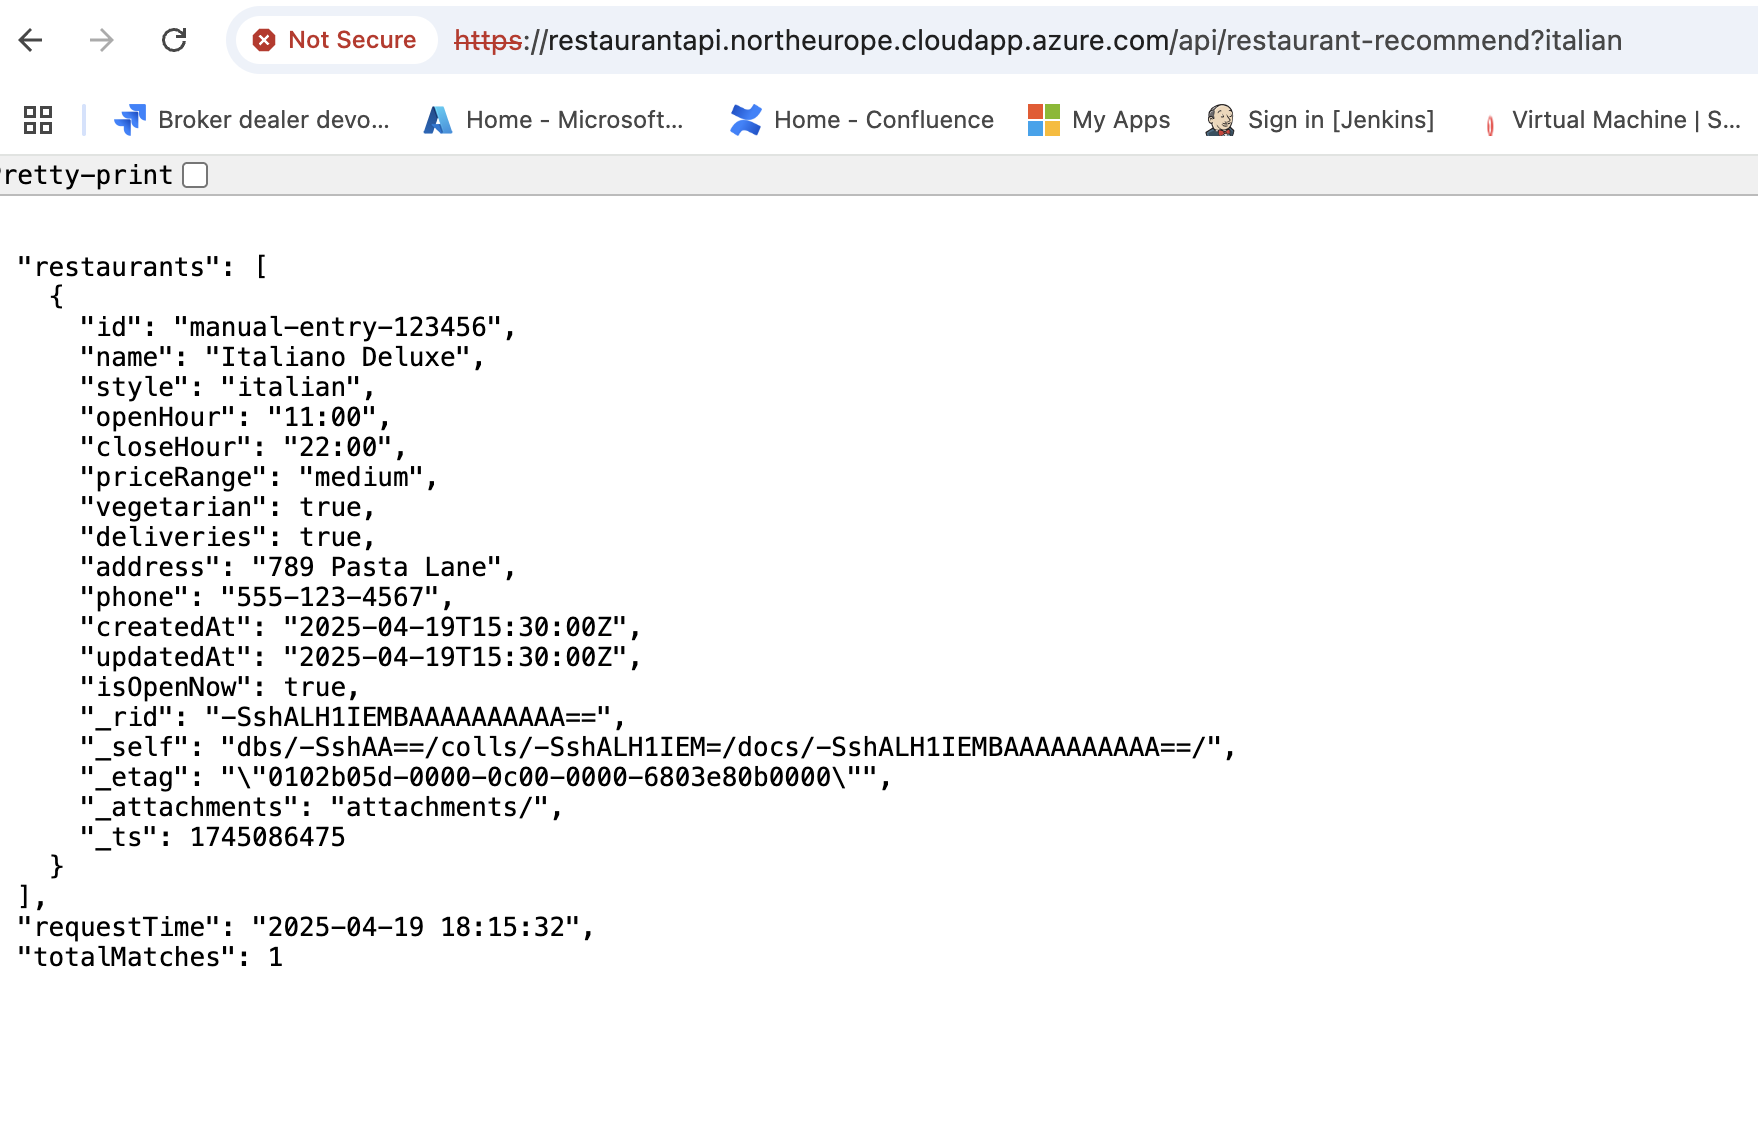 Not Secure https://restaurantapi.northeurope.cloudapp.azure.com/api/restaurant-recommend?italian
Broker dealer devo... Home - Microsoft... Home - Confluence My Apps Sign in [Jenkins] Virtual Machine | S...
retty-print
"restaurants": [
{
"id": "manual-entry-123456",
"name": "Italiano Deluxe",
"style": "italian",
"openHour": "11:00",
"closeHour": "22:00",
"priceRange": "medium",
"vegetarian": true,
"deliveries": true,
"address": "789 Pasta Lane",
"phone": "555-123-4567",
"createdAt": "2025-04-19T15:30:00Z",
"updatedAt": "2025-04-19T15:30:00Z",
"isOpenNow": true,
"_rid": "-SshALH1IEMBAAAAAAAAAA==",
"_self": "dbs/-SshAA==/colls/-SshALH1IEM=/docs/-SshALH1IEMBAAAAAAAAAA==/",
"_etag": "\"0102b05d-0000-0c00-0000-6803e80b0000\"",
"_attachments": "attachments/",
"_ts": 1745086475
}
],
"requestTime": "2025-04-19 18:15:32",
"totalMatches": 1